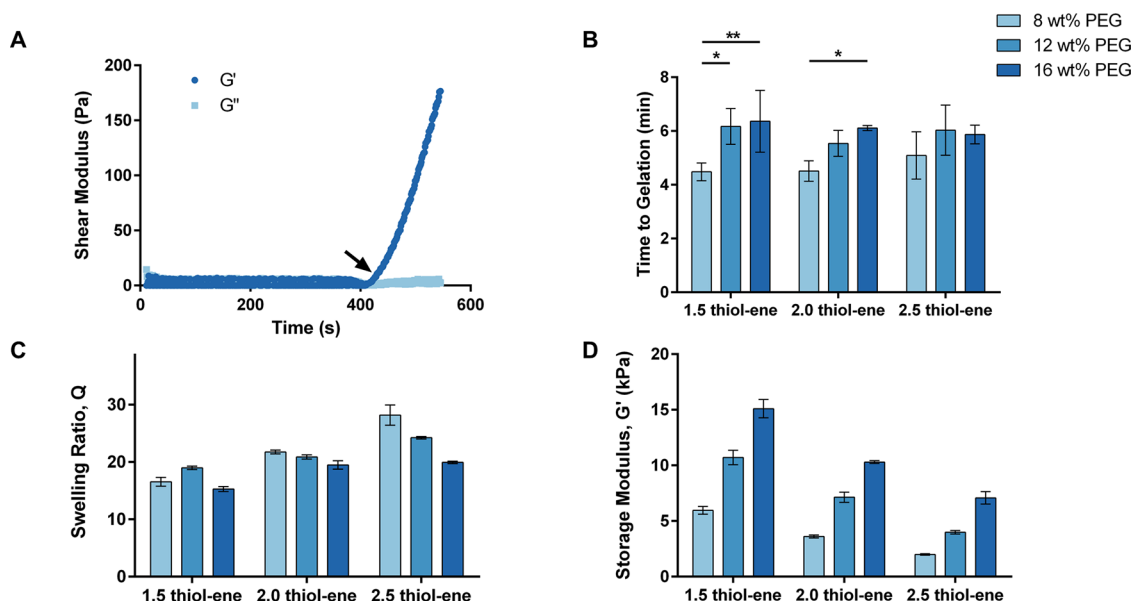 A
Shear Modulus (Pa)
200
150
100
50
0
G'
G"
0
200
400
600
Time (s)
B
8 wt% PEG
12 wt% PEG
16 wt% PEG
Time to Gelation (min)
8
6
4
2
0
**
*
*
1.5 thiol-ene
2.0 thiol-ene
2.5 thiol-ene
C
Swelling Ratio, Q
30
20
10
0
1.5 thiol-ene
2.0 thiol-ene
2.5 thiol-ene
D
Storage Modulus, G' (kPa)
20
15
10
5
0
1.5 thiol-ene
2.0 thiol-ene
2.5 thiol-ene